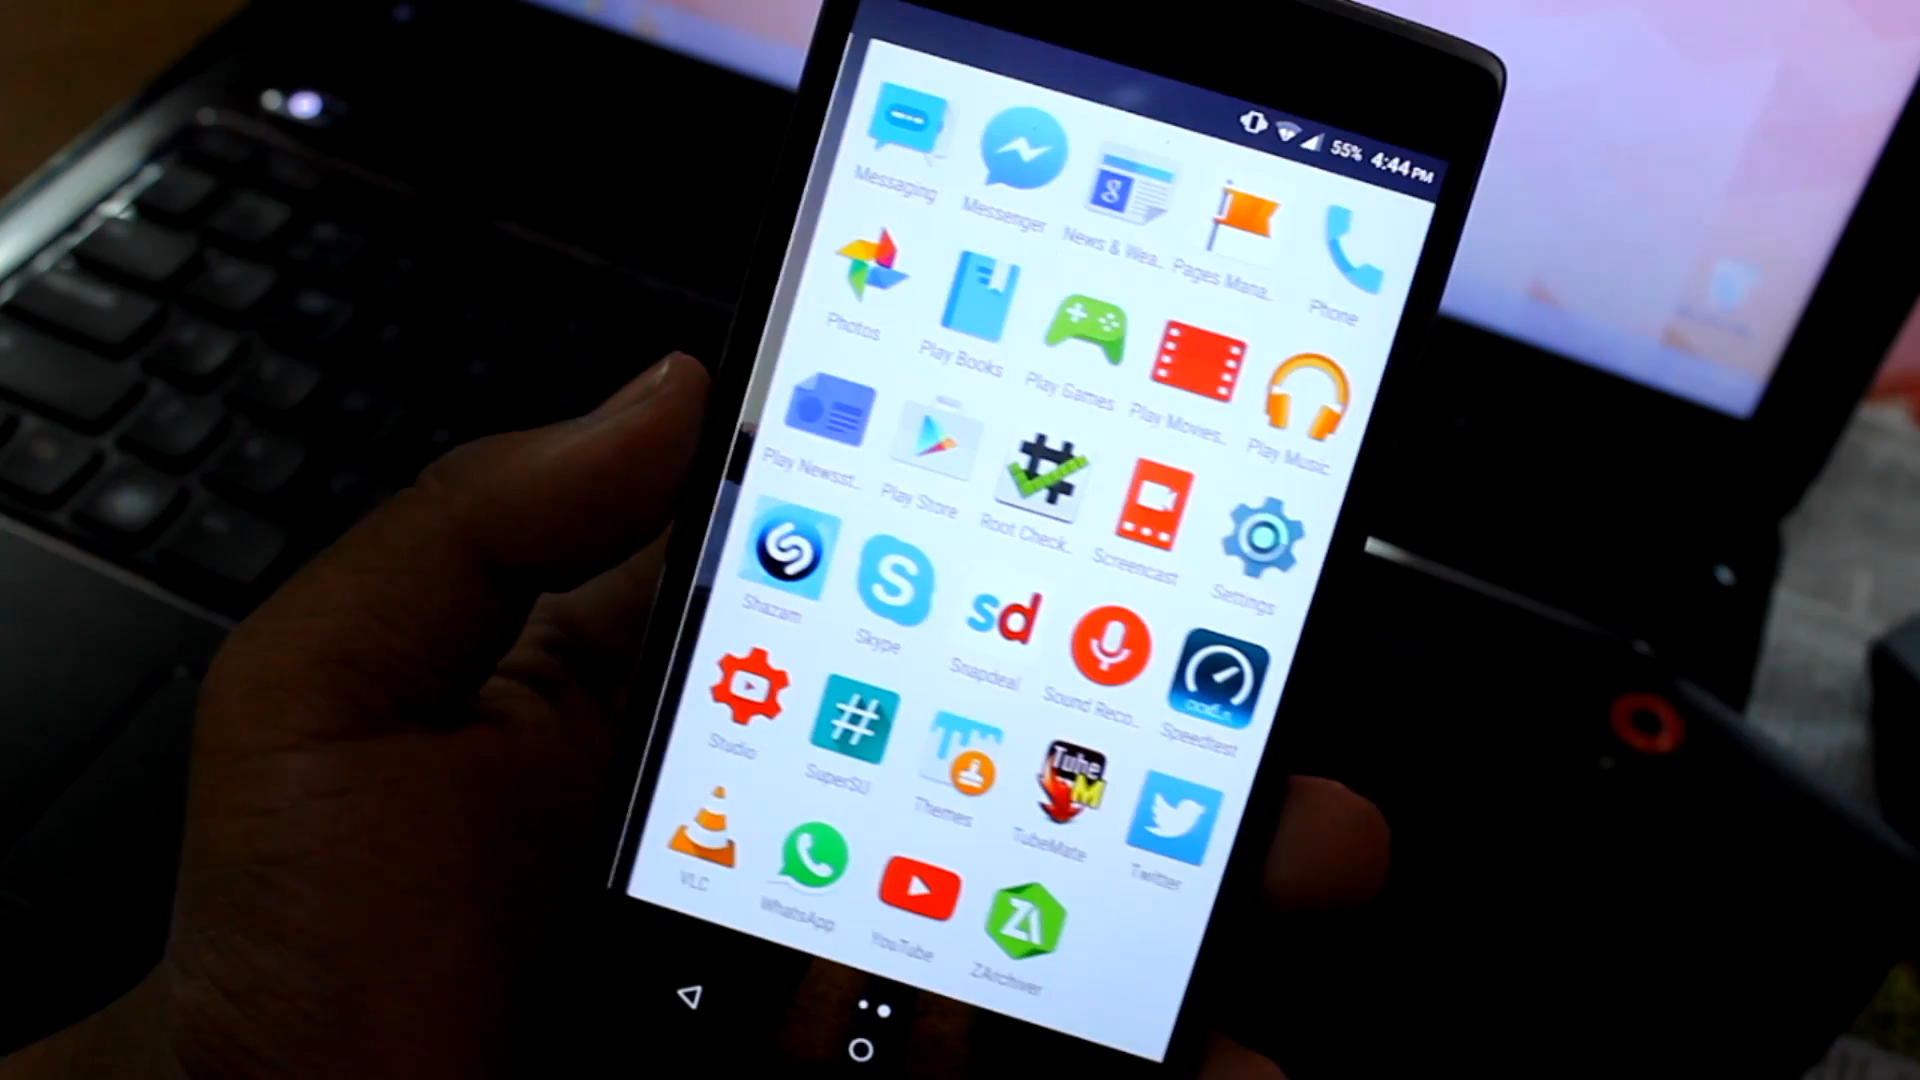 55% 4:44 PM
Messaging
Messenger
News & Wea..
Pages Mana..
Phone
Photos
Play Books
Play Games
Play Movies..
Play Music
Play Newsst..
Play Store
Root Check..
Screencast
Settings
Shazam
Skype
sd
Snapdeal
Sound Reco..
Speedtest
Studio
SuperSU
Themes
Tube
M
TubeMate
Twitter
VLC
WhatsApp
YouTube
ZA
ZArchiver